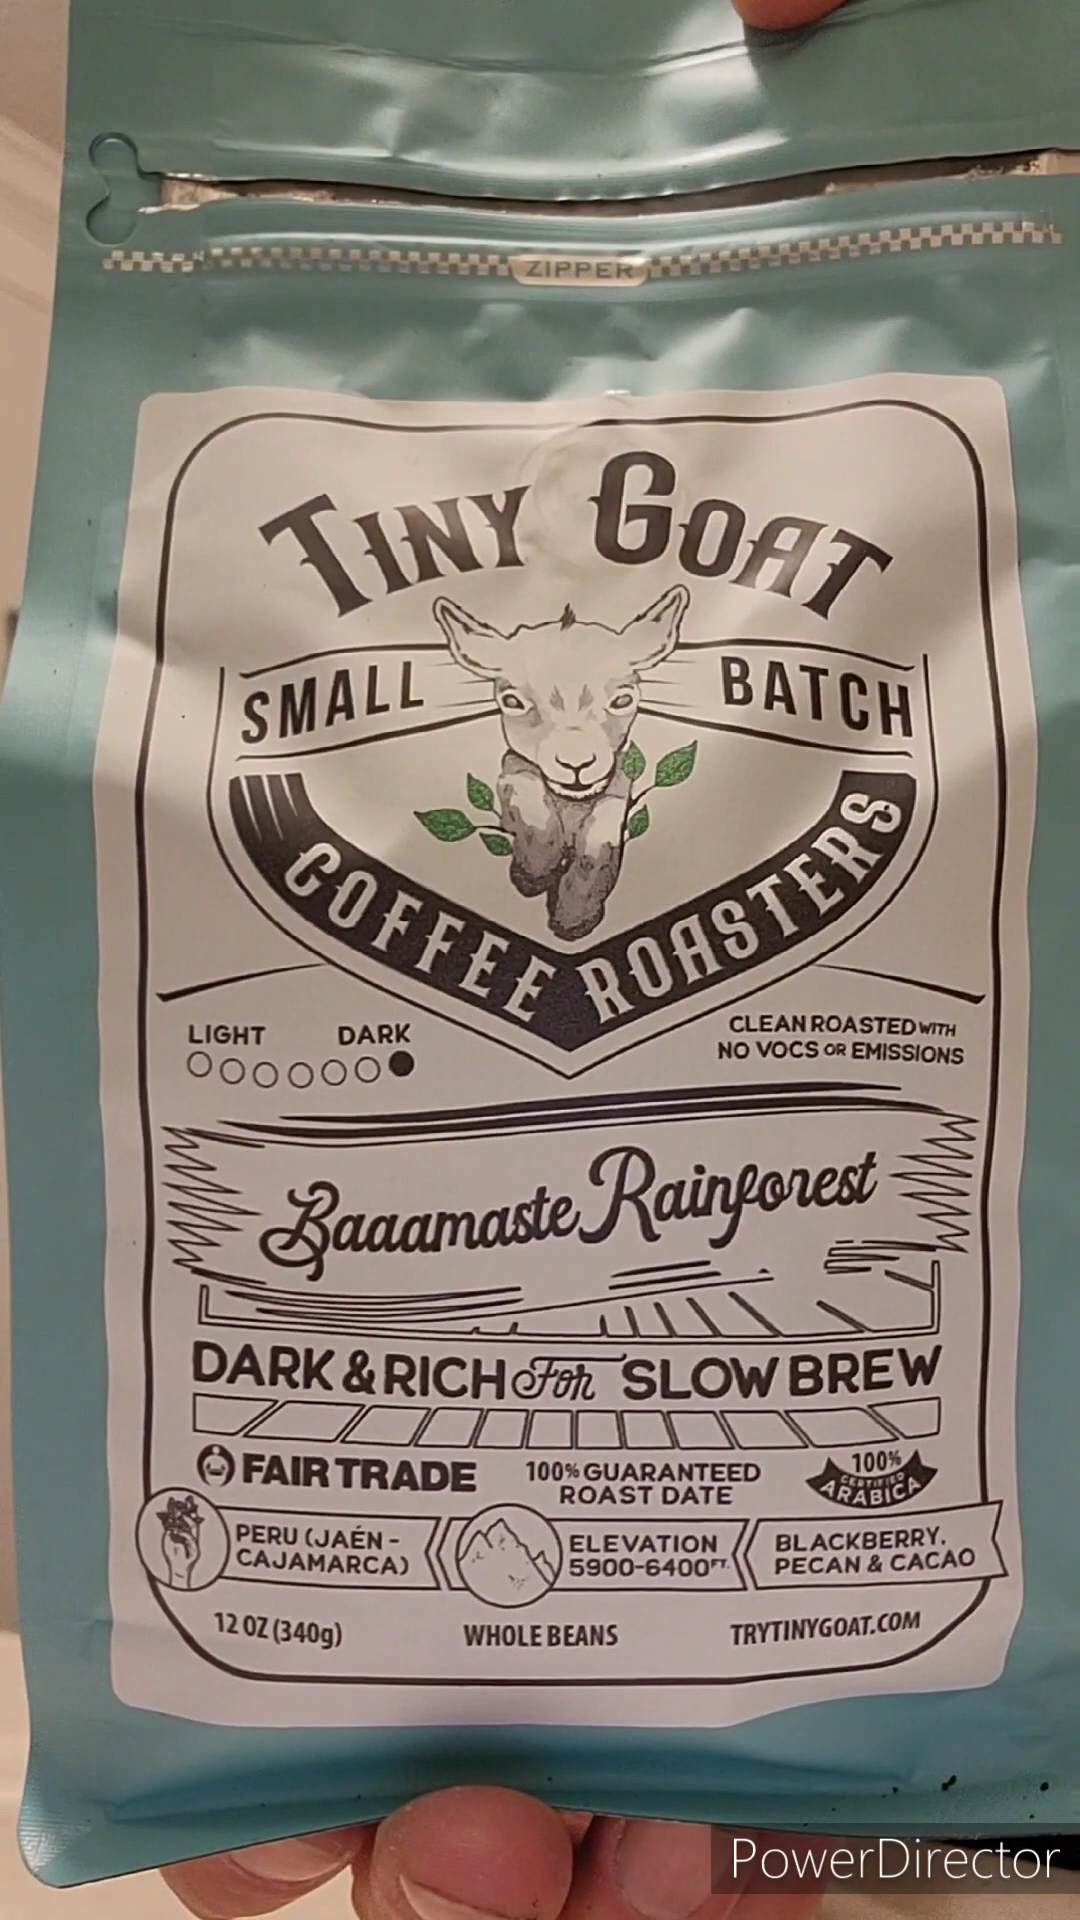 ZIPPER
TINY GOAT
SMALL BATCH
COFFEE ROASTERS
LIGHT DARK
CLEAN ROASTED WITH
NO VOCS OR EMISSIONS
Baaamaste Rainforest
DARK & RICH For SLOW BREW
FAIR TRADE
100% GUARANTEED
ROAST DATE
100%
CERTIFIED
ARABICA
PERU (JAÉN -
CAJAMARCA)
ELEVATION
5900-6400FT.
BLACKBERRY,
PECAN & CACAO
12 OZ (340g)
WHOLE BEANS
TRYTINYGOAT.COM
PowerDirector